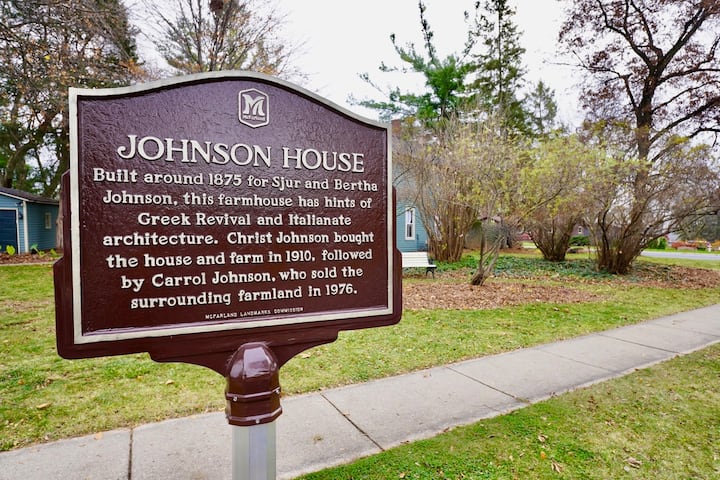 M
McFarland
JOHNSON HOUSE
Built around 1875 for Sjur and Bertha
Johnson, this farmhouse has hints of
Greek Revival and Italianate
architecture. Christ Johnson bought
the house and farm in 1910, followed
by Carrol Johnson, who sold the
surrounding farmland in 1976.
MCFARLAND LANDMARKS COMMISSION